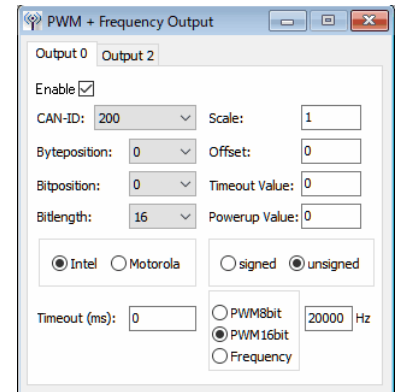 PWM + Frequency Output
Output 0 Output 2
Enable
CAN-ID: 200 Scale: 1
Byteposition: 0 Offset: 0
Bitposition: 0 Timeout Value: 0
Bitlength: 16 Powerup Value: 0
Intel Motorola signed unsigned
Timeout (ms): 0
PWM8bit
PWM16bit 20000 Hz
Frequency